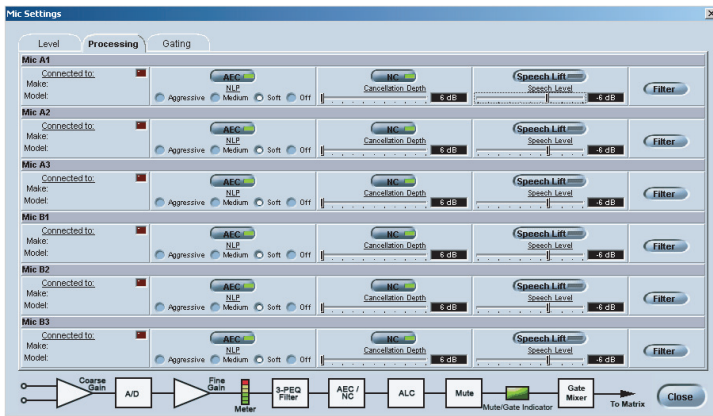 Mic Settings
Level Processing Gating
Mic A1
Connected to: AEC NC Speech Lift
Make: NLP Cancellation Depth Speech Level Filter
Model: Aggressive Medium Soft Off 6 dB -6 dB
Mic A2
Connected to: AEC NC Speech Lift
Make: NLP Cancellation Depth Speech Level Filter
Model: Aggressive Medium Soft Off 6 dB -6 dB
Mic A3
Connected to: AEC NC Speech Lift
Make: NLP Cancellation Depth Speech Level Filter
Model: Aggressive Medium Soft Off 6 dB -6 dB
Mic B1
Connected to: AEC NC Speech Lift
Make: NLP Cancellation Depth Speech Level Filter
Model: Aggressive Medium Soft Off 6 dB -6 dB
Mic B2
Connected to: AEC NC Speech Lift
Make: NLP Cancellation Depth Speech Level Filter
Model: Aggressive Medium Soft Off 6 dB -6 dB
Mic B3
Connected to: AEC NC Speech Lift
Make: NLP Cancellation Depth Speech Level Filter
Model: Aggressive Medium Soft Off 6 dB -6 dB
Coarse Gain
A/D
Fine Gain
Meter
3-PEQ Filter
AEC / NC
ALC
Mute
Mute/Gate Indicator
Gate Mixer
To Matrix
Close